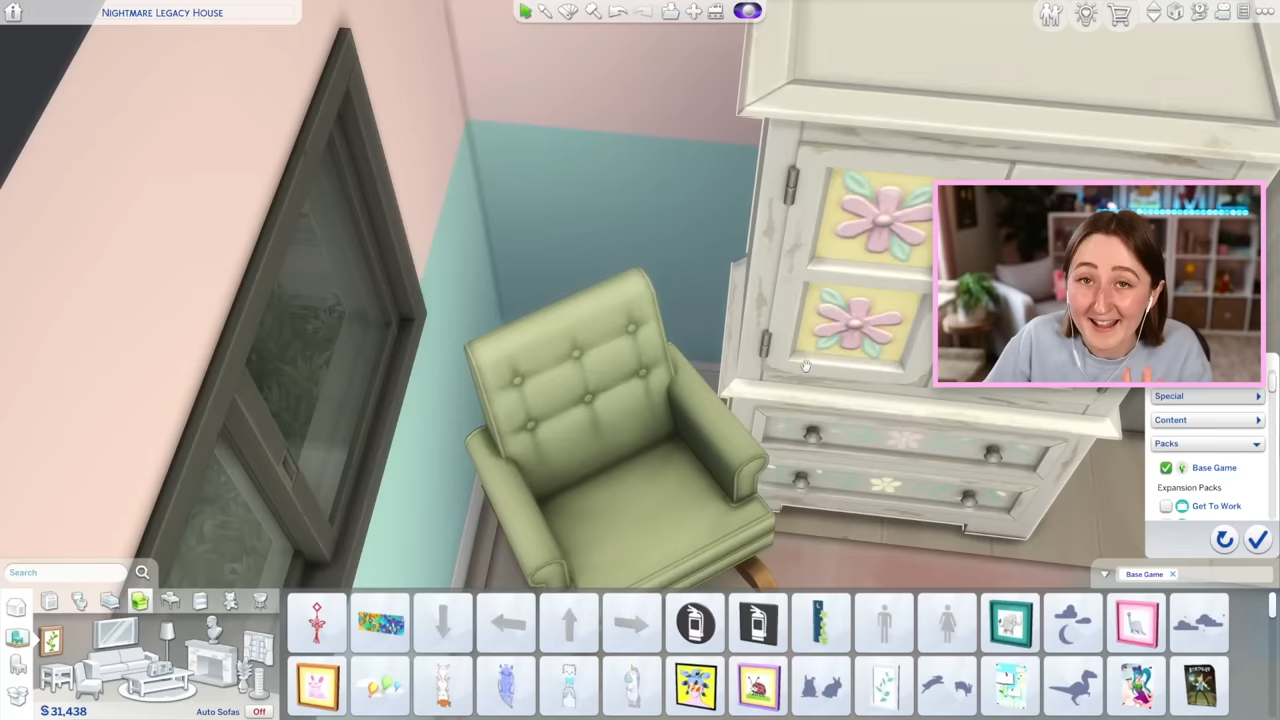 NIGHTMARE LEGACY HOUSE
Special
Content
Packs
Base Game
Expansion Packs
Get To Work
Search
Base Game
$31,438
Auto Sofas
Off